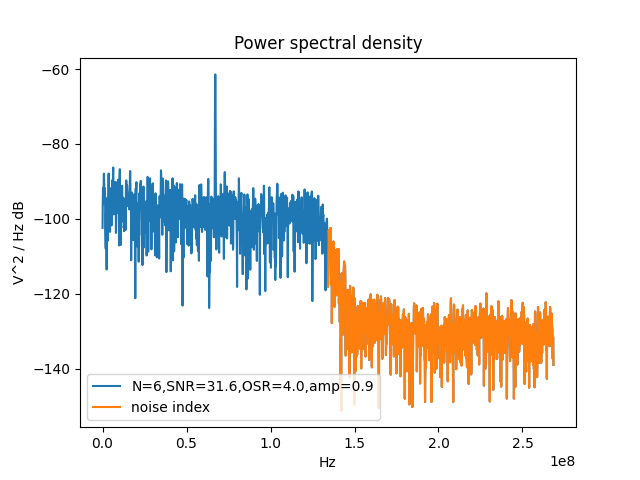 Power spectral density
V^2 / Hz dB
−60
−80
−100
−120
−140
N=6,SNR=31.6,OSR=4.0,amp=0.9
noise index
0.0 0.5 1.0 1.5 2.0 2.5
1e8
Hz